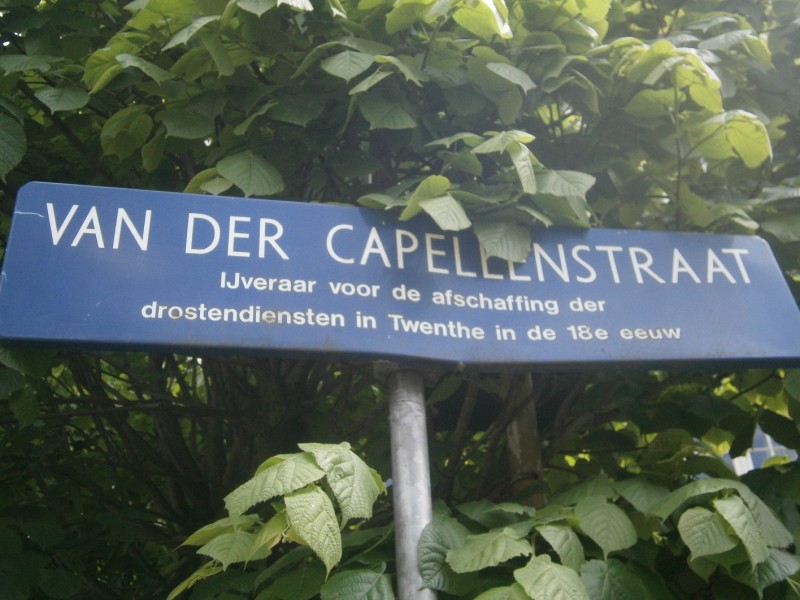 VAN DER CAPELLENSTRAAT
IJveraar voor de afschaffing der
drostendiensten in Twenthe in de 18e eeuw